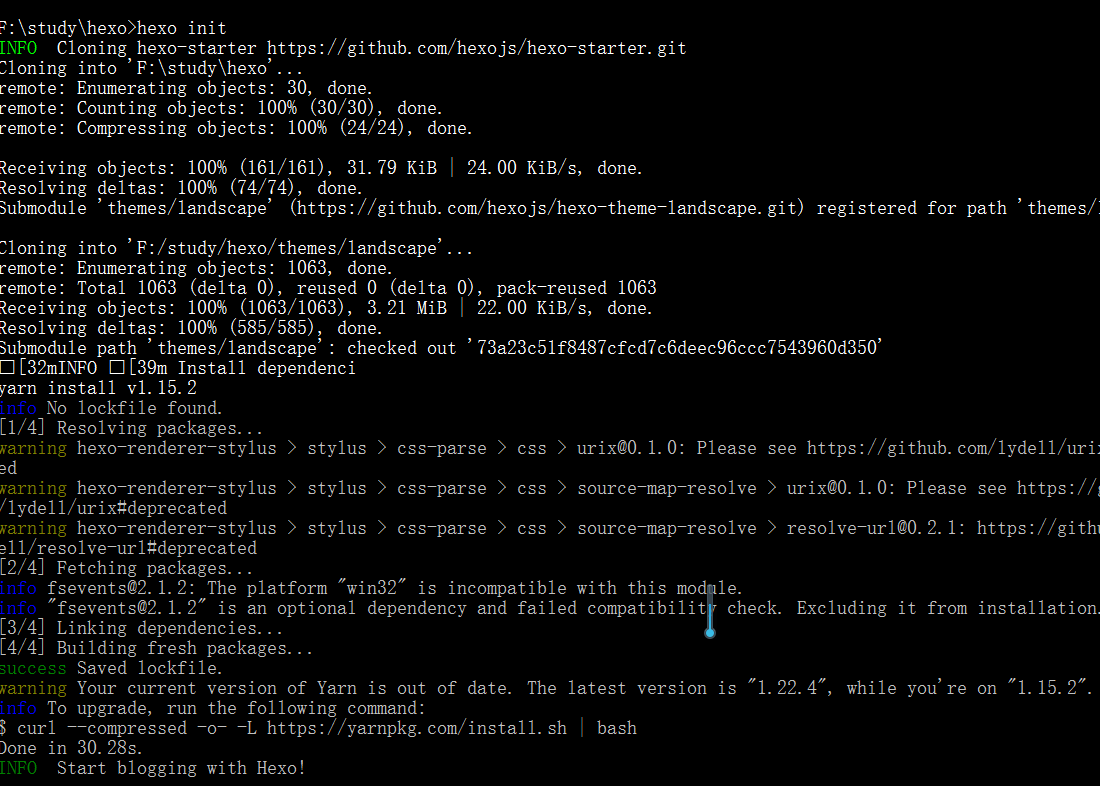 F:\study\hexo>hexo init
INFO  Cloning hexo-starter https://github.com/hexojs/hexo-starter.git
Cloning into 'F:\study\hexo'...
remote: Enumerating objects: 30, done.
remote: Counting objects: 100% (30/30), done.
remote: Compressing objects: 100% (24/24), done.
Receiving objects: 100% (161/161), 31.79 KiB | 24.00 KiB/s, done.
Resolving deltas: 100% (74/74), done.
Submodule 'themes/landscape' (https://github.com/hexojs/hexo-theme-landscape.git) registered for path 'themes/l
Cloning into 'F:/study/hexo/themes/landscape'...
remote: Enumerating objects: 1063, done.
remote: Total 1063 (delta 0), reused 0 (delta 0), pack-reused 1063
Receiving objects: 100% (1063/1063), 3.21 MiB | 22.00 KiB/s, done.
Resolving deltas: 100% (585/585), done.
Submodule path 'themes/landscape': checked out '73a23c51f8487cfcd7c6deec96ccc7543960d350'
□[32mINFO □[39m Install dependenci
yarn install v1.15.2
info No lockfile found.
[1/4] Resolving packages...
warning hexo-renderer-stylus > stylus > css-parse > css > urix@0.1.0: Please see https://github.com/lydell/urix
ed
warning hexo-renderer-stylus > stylus > css-parse > css > source-map-resolve > urix@0.1.0: Please see https://g
/lydell/urix#deprecated
warning hexo-renderer-stylus > stylus > css-parse > css > source-map-resolve > resolve-url@0.2.1: https://githu
ell/resolve-url#deprecated
[2/4] Fetching packages...
info fsevents@2.1.2: The platform "win32" is incompatible with this module.
info "fsevents@2.1.2" is an optional dependency and failed compatibility check. Excluding it from installation.
[3/4] Linking dependencies...
[4/4] Building fresh packages...
success Saved lockfile.
warning Your current version of Yarn is out of date. The latest version is "1.22.4", while you're on "1.15.2".
info To upgrade, run the following command:
$ curl --compressed -o- -L https://yarnpkg.com/install.sh | bash
Done in 30.28s.
INFO  Start blogging with Hexo!